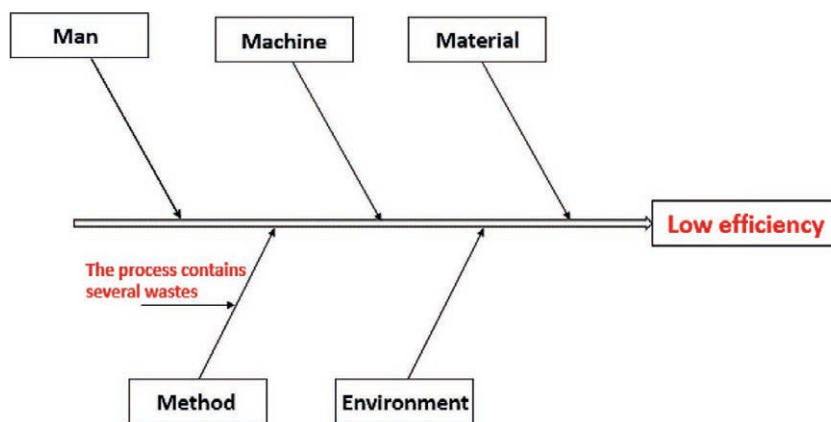 Man
Machine
Material
Low efficiency
The process contains
several wastes
Method
Environment